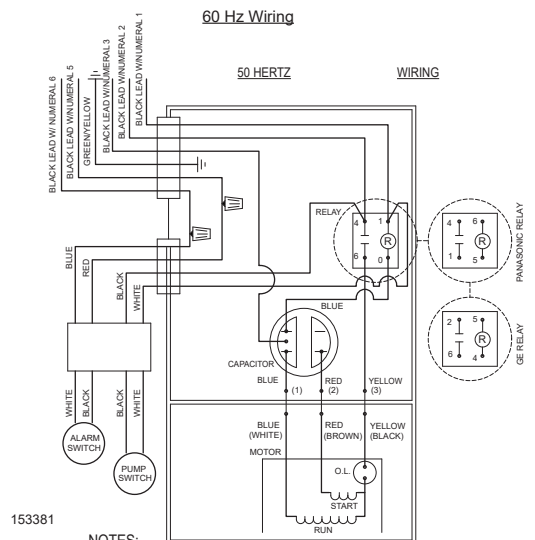 60 Hz Wiring
50 HERTZ
WIRING
BLACK LEAD W/ NUMERAL 6
BLACK LEAD W/NUMERAL 5
GREEN/YELLOW
BLACK LEAD W/NUMERAL 3
BLACK LEAD W/NUMERAL 2
BLACK LEAD W/NUMERAL 1
RELAY
4 1
R
6 0
4 6
R
1 5
PANASONIC RELAY
2 5
R
6 4
GE RELAY
BLUE
RED
BLACK
WHITE
BLUE
CAPACITOR
BLUE
(1)
RED
(2)
YELLOW
(3)
WHITE
BLACK
BLACK
WHITE
BLUE
(WHITE)
RED
(BROWN)
YELLOW
(BLACK)
MOTOR
O.L.
START
RUN
ALARM
SWITCH
PUMP
SWITCH
153381
NOTES: